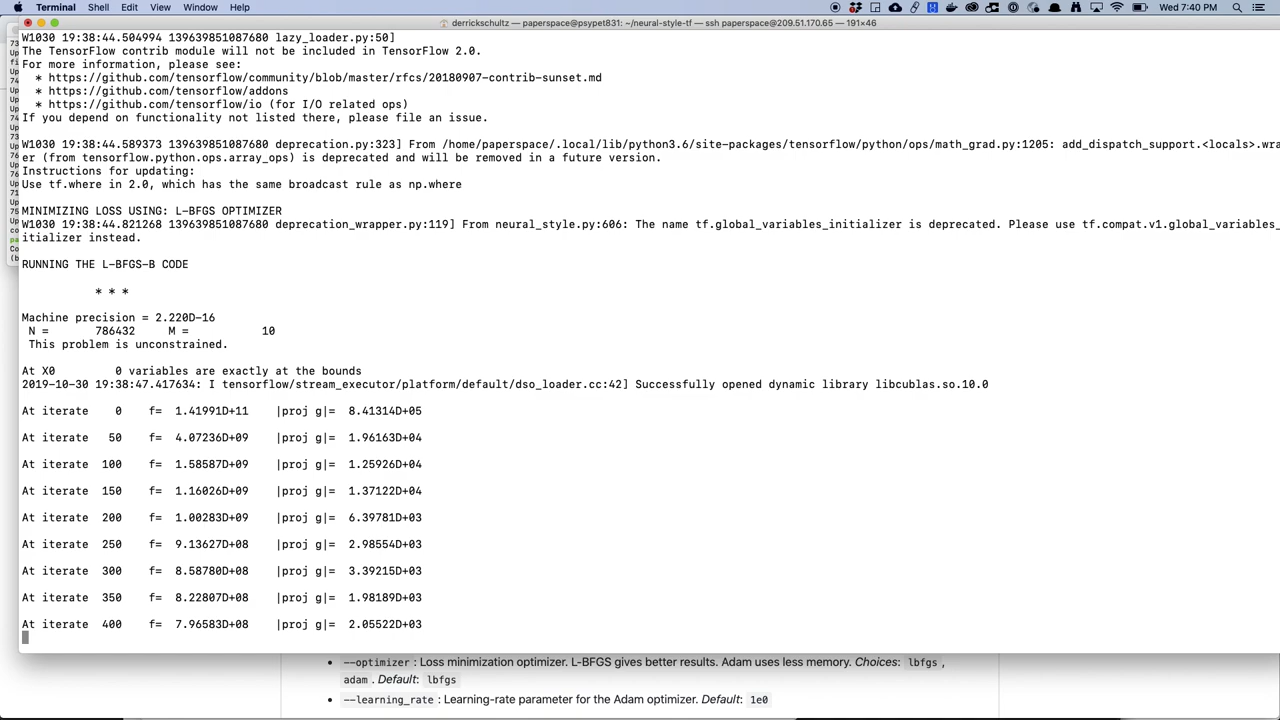 Terminal Shell Edit View Window Help Wed 7:40 PM
derrickschultz — paperspace@psypet831: ~/neural-style-tf — ssh paperspace@209.51.170.65 — 191×46
W1030 19:38:44.504994 139639851087680 lazy_loader.py:50]
The TensorFlow contrib module will not be included in TensorFlow 2.0.
For more information, please see:
* https://github.com/tensorflow/community/blob/master/rfcs/20180907-contrib-sunset.md
* https://github.com/tensorflow/addons
* https://github.com/tensorflow/io (for I/O related ops)
If you depend on functionality not listed there, please file an issue.
W1030 19:38:44.589373 139639851087680 deprecation.py:323] From /home/paperspace/.local/lib/python3.6/site-packages/tensorflow/python/ops/math_grad.py:1205: add_dispatch_support.<locals>.wra
er (from tensorflow.python.ops.array_ops) is deprecated and will be removed in a future version.
Instructions for updating:
Use tf.where in 2.0, which has the same broadcast rule as np.where
MINIMIZING LOSS USING: L-BFGS OPTIMIZER
W1030 19:38:44.821268 139639851087680 deprecation_wrapper.py:119] From neural_style.py:606: The name tf.global_variables_initializer is deprecated. Please use tf.compat.v1.global_variables_
itializer instead.
RUNNING THE L-BFGS-B CODE
* * *
Machine precision = 2.220D-16
N = 786432 M = 10
This problem is unconstrained.
At X0 0 variables are exactly at the bounds
2019-10-30 19:38:47.417634: I tensorflow/stream_executor/platform/default/dso_loader.cc:42] Successfully opened dynamic library libcublas.so.10.0
At iterate 0 f= 1.41991D+11 |proj g|= 8.41314D+05
At iterate 50 f= 4.07236D+09 |proj g|= 1.96163D+04
At iterate 100 f= 1.58587D+09 |proj g|= 1.25926D+04
At iterate 150 f= 1.16026D+09 |proj g|= 1.37122D+04
At iterate 200 f= 1.00283D+09 |proj g|= 6.39781D+03
At iterate 250 f= 9.13627D+08 |proj g|= 2.98554D+03
At iterate 300 f= 8.58780D+08 |proj g|= 3.39215D+03
At iterate 350 f= 8.22807D+08 |proj g|= 1.98189D+03
At iterate 400 f= 7.96583D+08 |proj g|= 2.05522D+03
• --optimizer : Loss minimization optimizer. L-BFGS gives better results. Adam uses less memory. Choices: lbfgs ,
adam . Default: lbfgs
• --learning_rate : Learning-rate parameter for the Adam optimizer. Default: 1e0